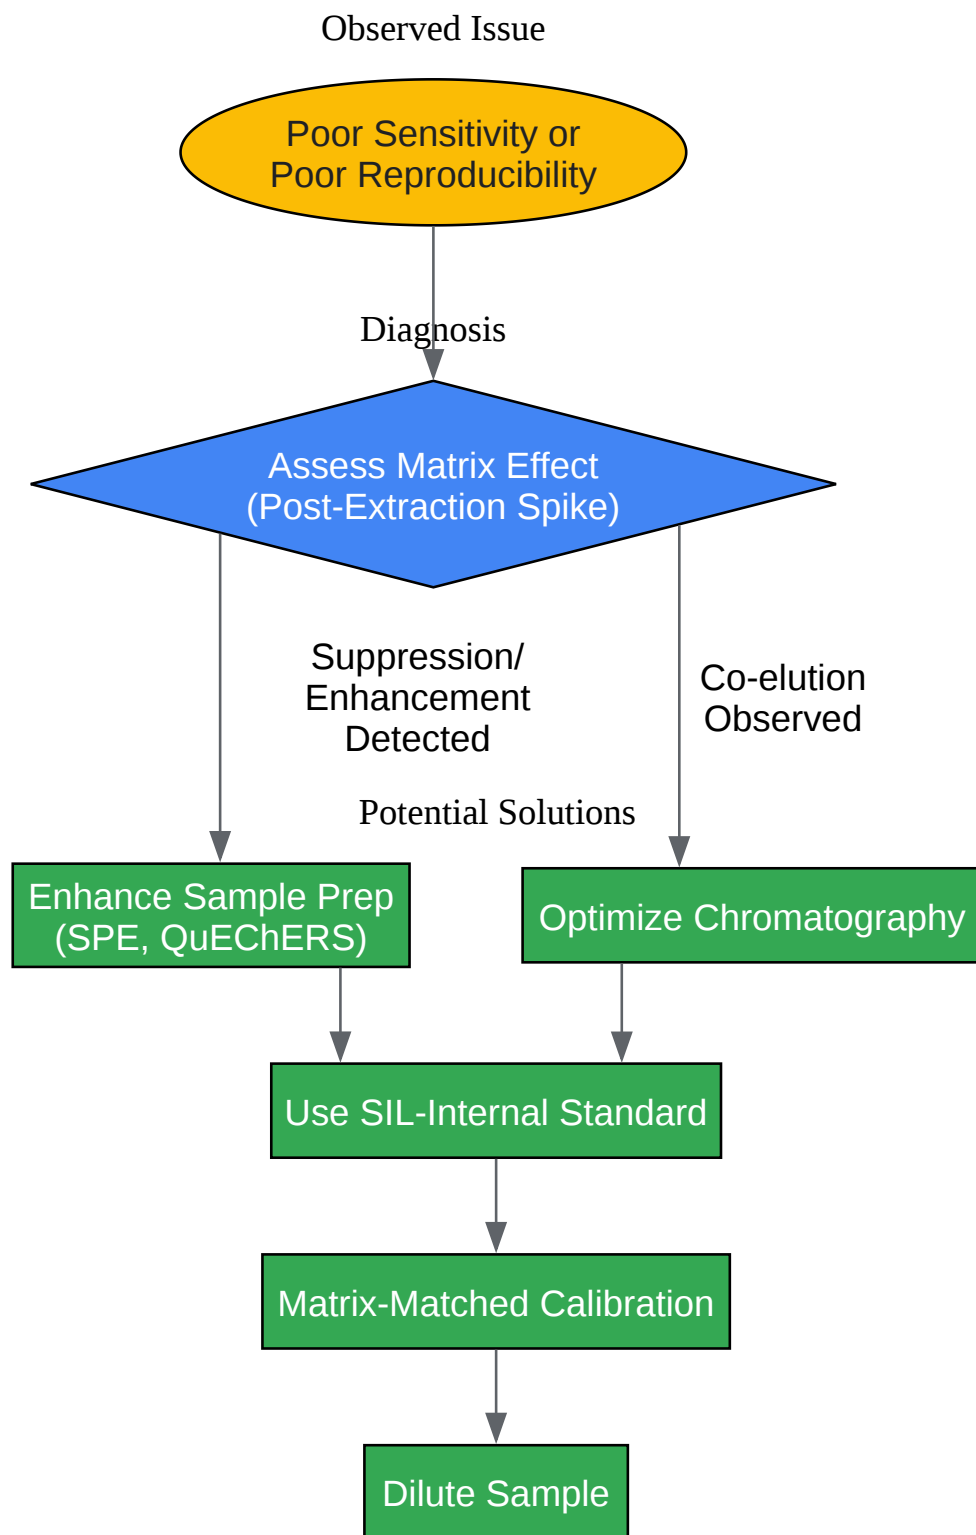 Observed Issue
Poor Sensitivity or
Poor Reproducibility
Diagnosis
Assess Matrix Effect
(Post-Extraction Spike)
Suppression/
Enhancement
Detected
Co-elution
Observed
Potential Solutions
Enhance Sample Prep
(SPE, QuEChERS)
Optimize Chromatography
Use SIL-Internal Standard
Matrix-Matched Calibration
Dilute Sample